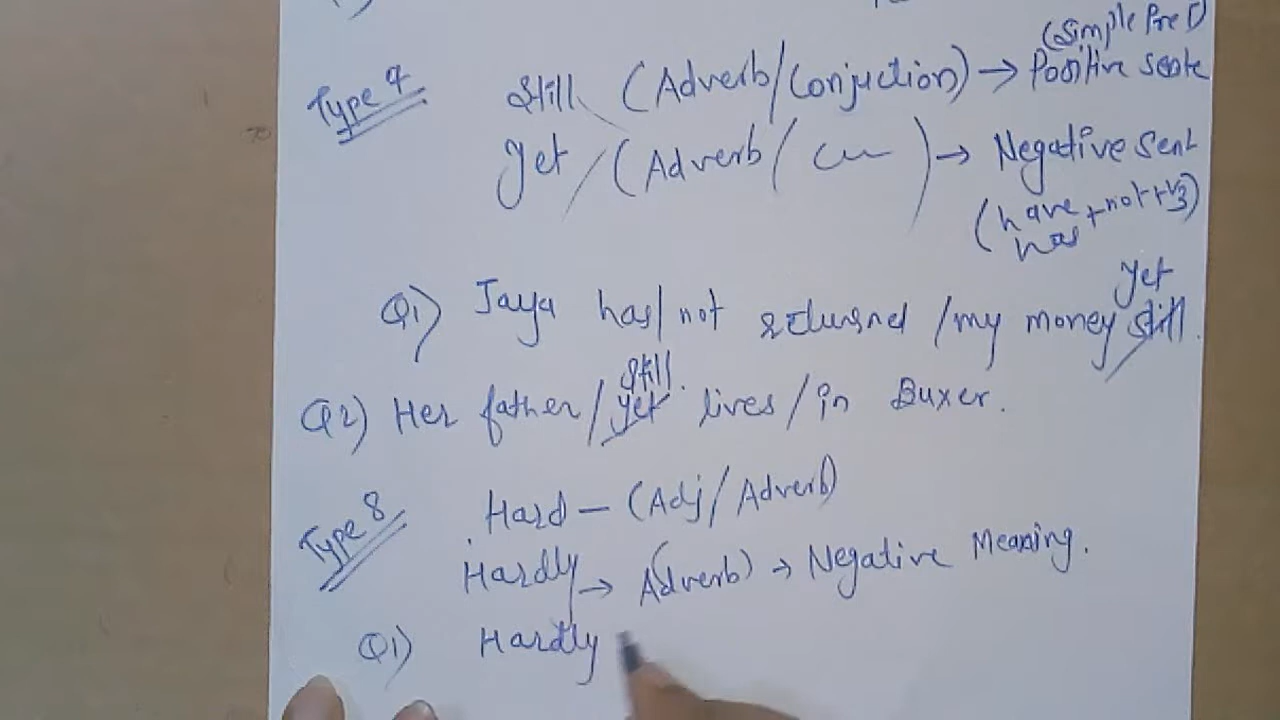 (Simple Pre
Type 7 still (Adverb/Conjuction) → Positive
Yet (Adverb/ ) → Negative Sent
(have + not + V3)
has
Yet
Q1) Jaya has/not returned /my money still.
still.
Q2) Her father/yet lives/in Buxer.
Type 8 Hard – (Adj/Adverb)
Hardly → (Adverb) → Negative Meaning.
Q1) Hardly